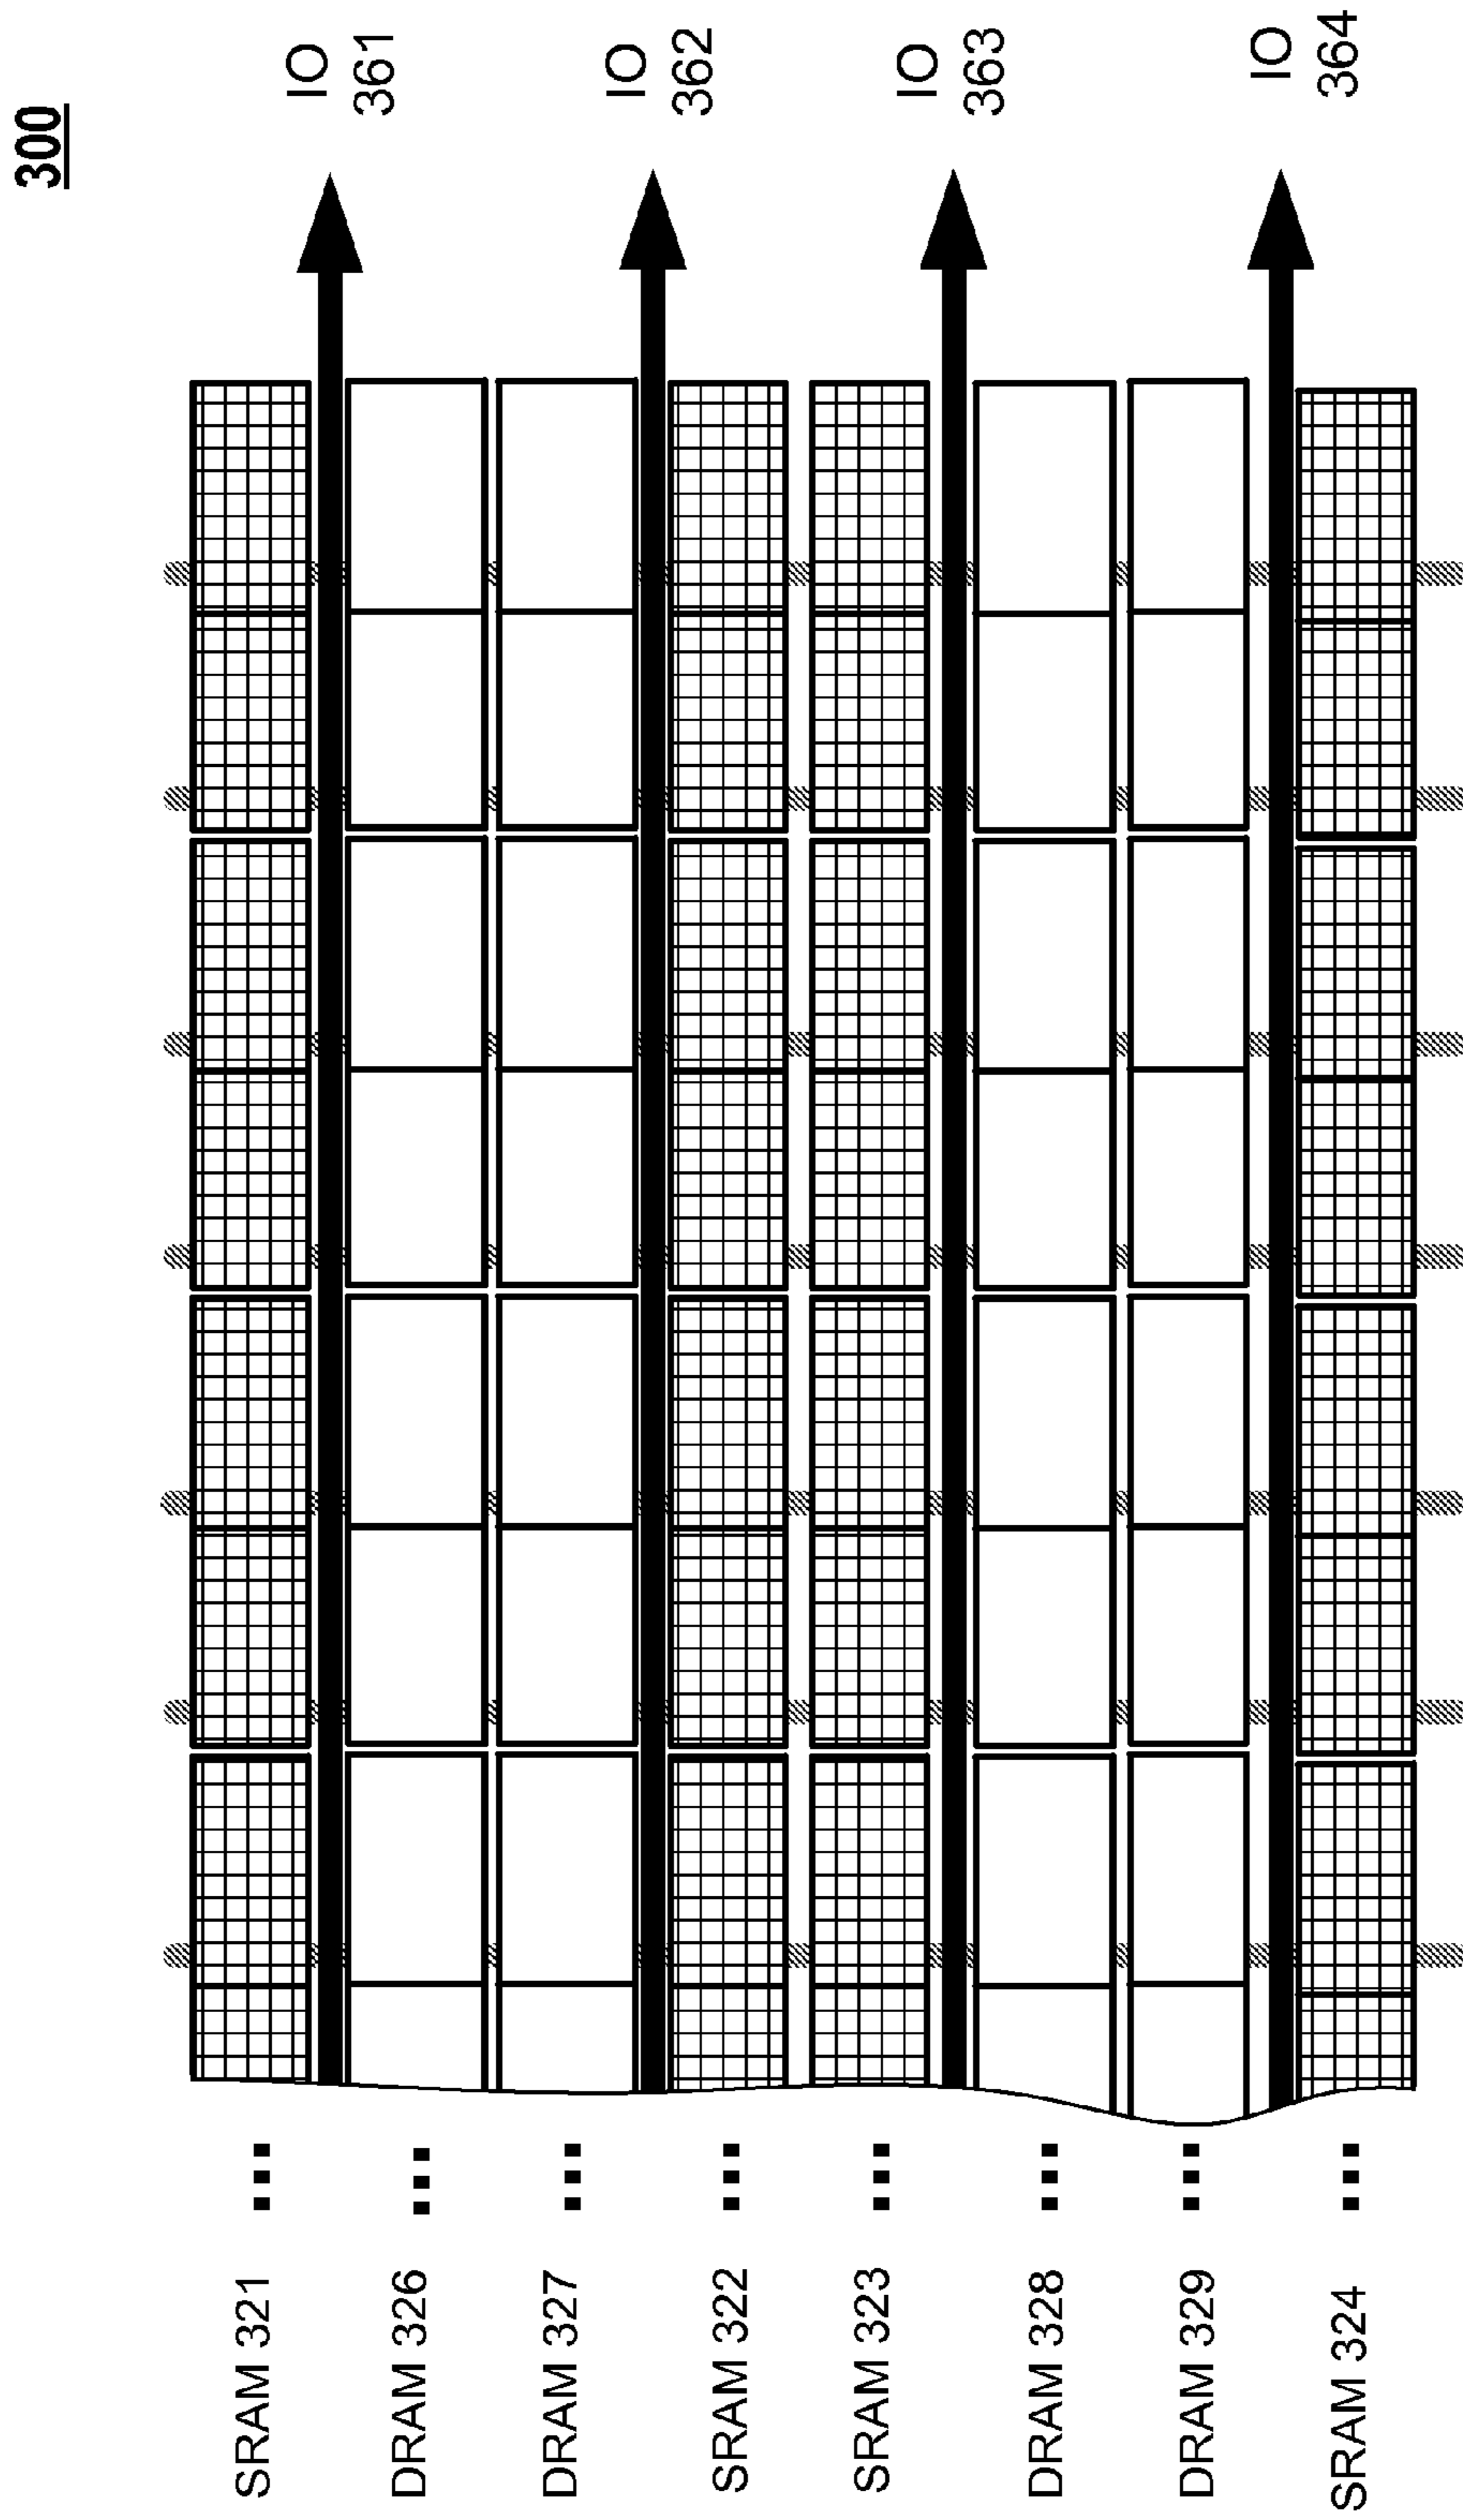 300
SRAM 321
IO
361
DRAM 326
DRAM 327
IO
362
SRAM 322
SRAM 323
IO
363
DRAM 328
DRAM 329
IO
364
SRAM 324